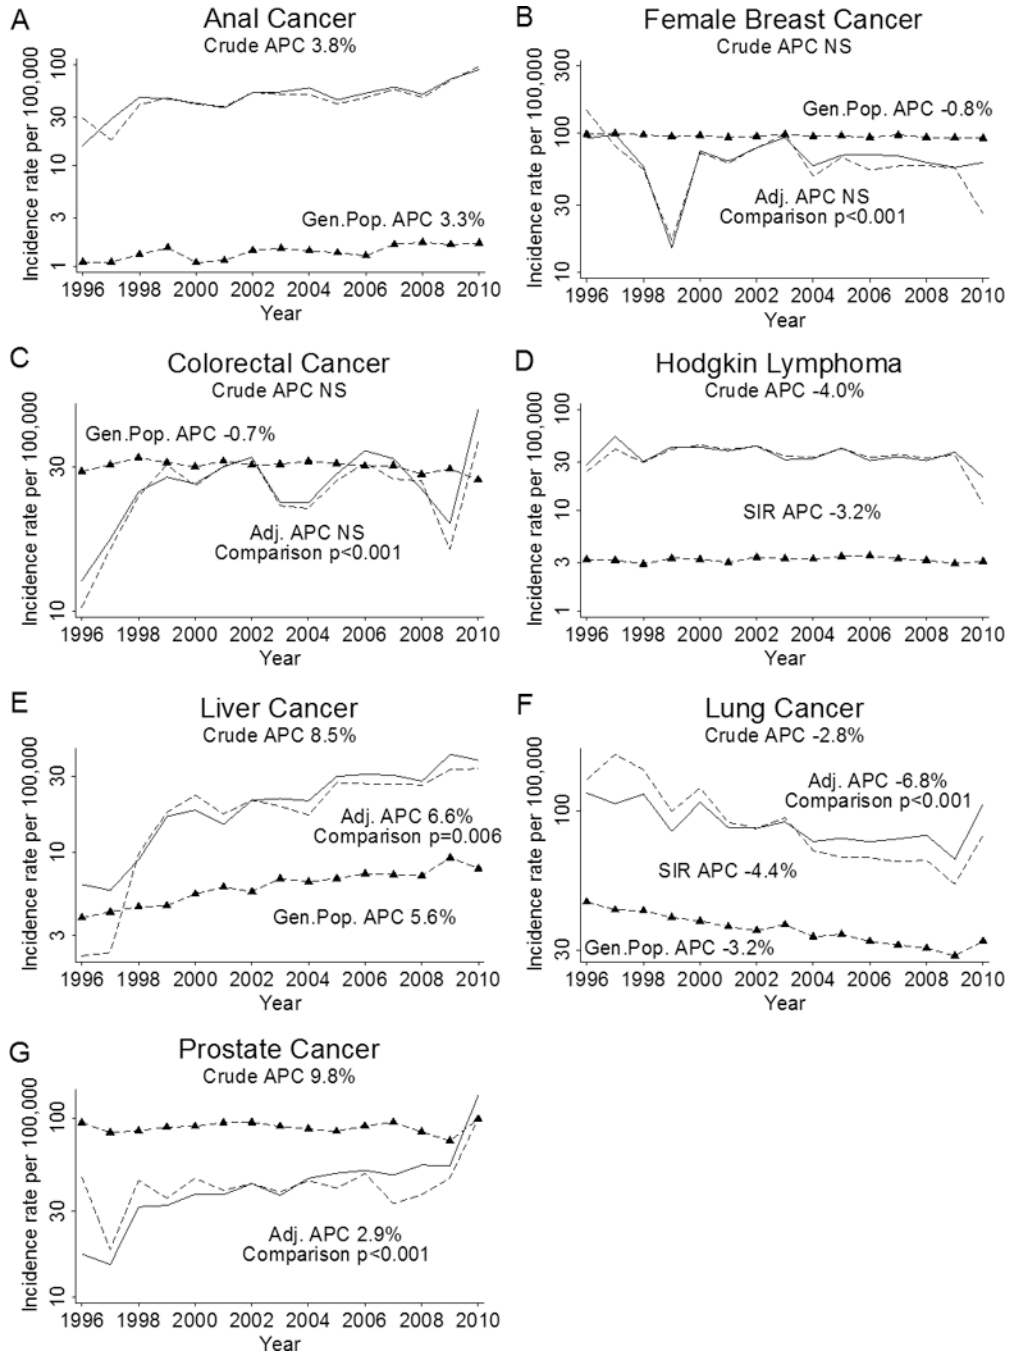 A
Anal Cancer
Crude APC 3.8%
Incidence rate per 100,000
100
30
10
3
1
Gen.Pop. APC 3.3%
1996 1998 2000 2002 2004 2006 2008 2010
Year
B
Female Breast Cancer
Crude APC NS
Incidence rate per 100,000
300
100
30
10
Gen.Pop. APC -0.8%
Adj. APC NS
Comparison p<0.001
1996 1998 2000 2002 2004 2006 2008 2010
Year
C
Colorectal Cancer
Crude APC NS
Incidence rate per 100,000
30
10
Gen.Pop. APC -0.7%
Adj. APC NS
Comparison p<0.001
1996 1998 2000 2002 2004 2006 2008 2010
Year
D
Hodgkin Lymphoma
Crude APC -4.0%
Incidence rate per 100,000
100
30
10
3
1
SIR APC -3.2%
1996 1998 2000 2002 2004 2006 2008 2010
Year
E
Liver Cancer
Crude APC 8.5%
Incidence rate per 100,000
30
10
3
Adj. APC 6.6%
Comparison p=0.006
Gen.Pop. APC 5.6%
1996 1998 2000 2002 2004 2006 2008 2010
Year
F
Lung Cancer
Crude APC -2.8%
Incidence rate per 100,000
100
30
Adj. APC -6.8%
Comparison p<0.001
SIR APC -4.4%
Gen.Pop. APC -3.2%
1996 1998 2000 2002 2004 2006 2008 2010
Year
G
Prostate Cancer
Crude APC 9.8%
Incidence rate per 100,000
100
30
10
Adj. APC 2.9%
Comparison p<0.001
1996 1998 2000 2002 2004 2006 2008 2010
Year